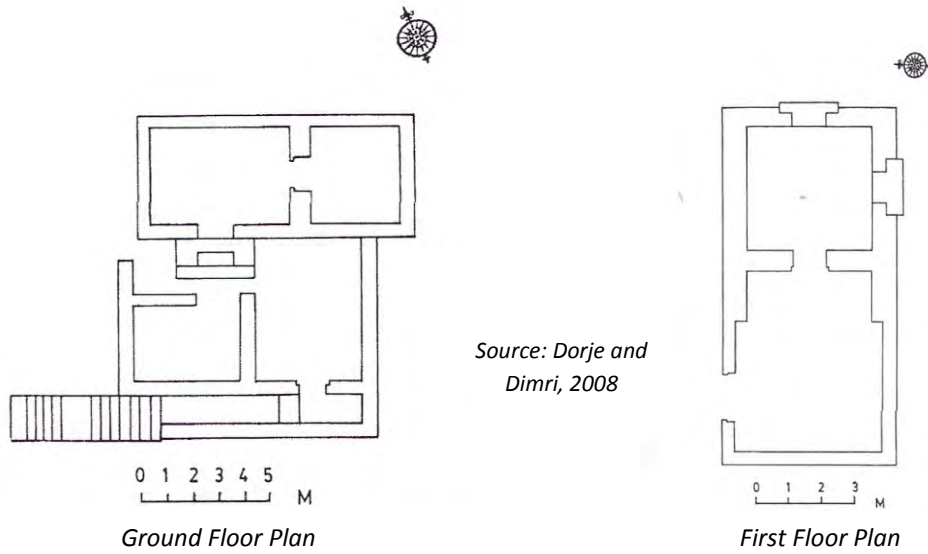 Source: Dorje and
Dimri, 2008
0 1 2 3 4 5
M
0 1 2 3
M
Ground Floor Plan
First Floor Plan